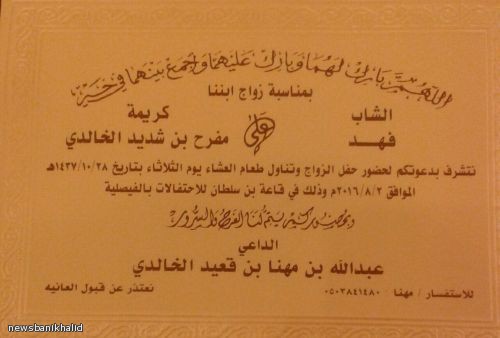 اللهم بارك لهما وبارك عليهما واجمع بينهما في خير
بمناسبة زواج ابننا
الشاب كريمة
فهد على مفرح بن شديد الخالدي
نتشرف بدعوتكم لحضور حفل الزواج وتناول طعام العشاء يوم الثلاثاء بتاريخ ١٤٣٧/١٠/٢٨هـ
الموافق ٢٠١٦/٨/٢م وذلك في قاعة بن سلطان للاحتفالات بالفيصلية
وبحضوركم يتم لنا الفرح والسرور
الداعي
عبدالله بن مهنا بن قعيد الخالدي
للاستفسار / مهنا : ٠٥٠٣٨٤١٤٨٠ نعتذر عن قبول العانيه
newsbanikhalid